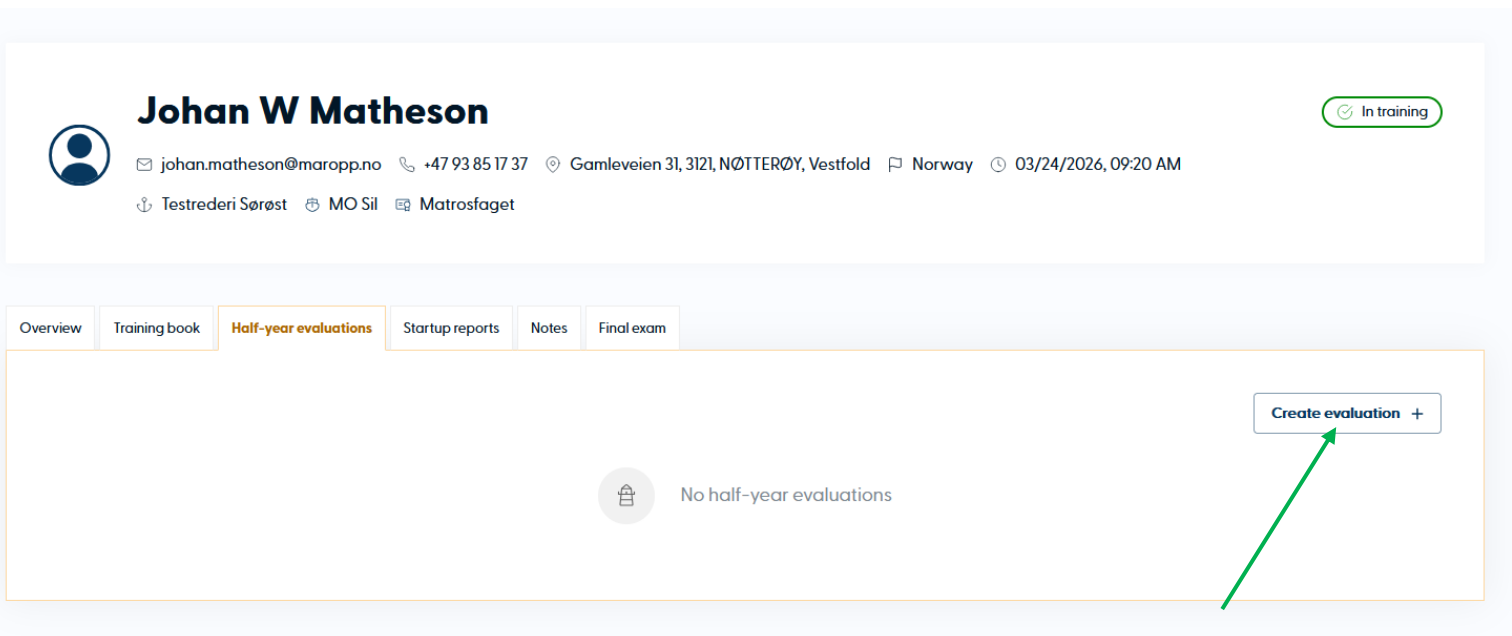 Johan W Matheson
In training
johan.matheson@maropp.no +47 93 85 17 37 Gamleveien 31, 3121, NØTTERØY, Vestfold Norway 03/24/2026, 09:20 AM
Testrederi Sørøst MO Sil Matrosfaget
Overview Training book Half-year evaluations Startup reports Notes Final exam
Create evaluation +
No half-year evaluations